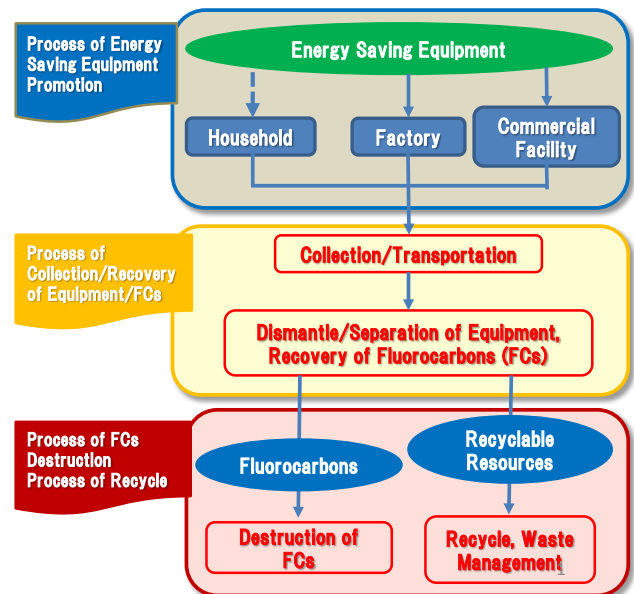 Process of Energy
Saving Equipment
Promotion
Energy Saving Equipment
Household
Factory
Commercial
Facility
Process of
Collection/Recovery
of Equipment/FCs
Collection/Transportation
Dismantle/Separation of Equipment,
Recovery of Fluorocarbons (FCs)
Process of FCs
Destruction
Process of Recycle
Fluorocarbons
Recyclable
Resources
Destruction of
FCs
Recycle, Waste
Management
1